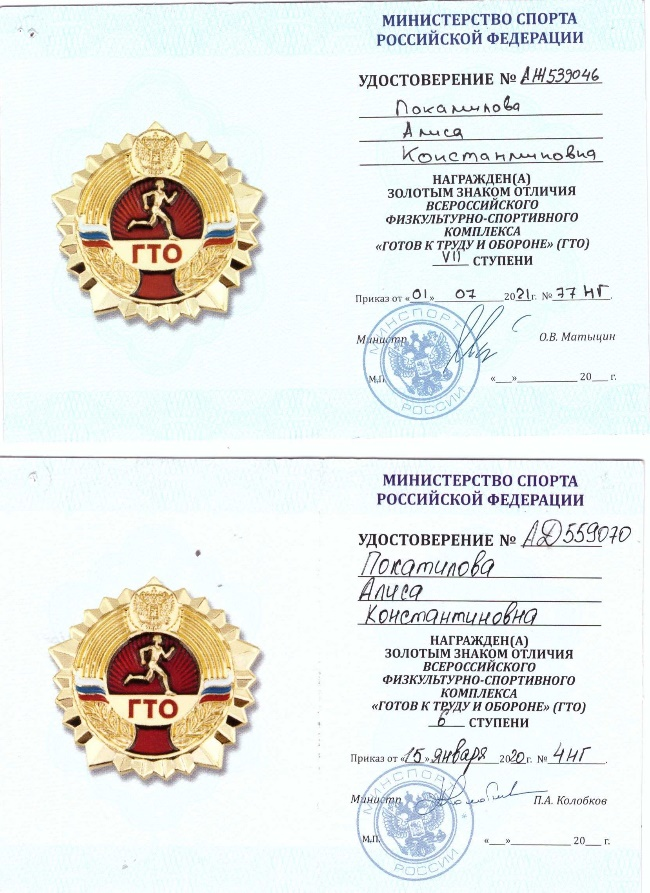 МИНИСТЕРСТВО СПОРТА
РОССИЙСКОЙ ФЕДЕРАЦИИ
УДОСТОВЕРЕНИЕ № АЖ539046
Покатилова
Алиса
Константиновна
НАГРАЖДЕН(А)
ЗОЛОТЫМ ЗНАКОМ ОТЛИЧИЯ
ВСЕРОССИЙСКОГО
ФИЗКУЛЬТУРНО-СПОРТИВНОГО
КОМПЛЕКСА
«ГОТОВ К ТРУДУ И ОБОРОНЕ» (ГТО)
VII СТУПЕНИ
ГТО
Приказ от «01» 07 2021г. № 77 НГ.
Министр О.В. Матыцин
МИНСПОРТ РОССИИ
М.П. «___»__________ 20___ г.
МИНИСТЕРСТВО СПОРТА
РОССИЙСКОЙ ФЕДЕРАЦИИ
УДОСТОВЕРЕНИЕ № АД559070
Покатилова
Алиса
Константиновна
НАГРАЖДЕН(А)
ЗОЛОТЫМ ЗНАКОМ ОТЛИЧИЯ
ВСЕРОССИЙСКОГО
ФИЗКУЛЬТУРНО-СПОРТИВНОГО
КОМПЛЕКСА
«ГОТОВ К ТРУДУ И ОБОРОНЕ» (ГТО)
6 СТУПЕНИ
ГТО
Приказ от «15» января 2020г. № 4НГ.
Министр П.А. Колобков
МИНСПОРТ РОССИИ
М.П. «___»__________ 20___ г.